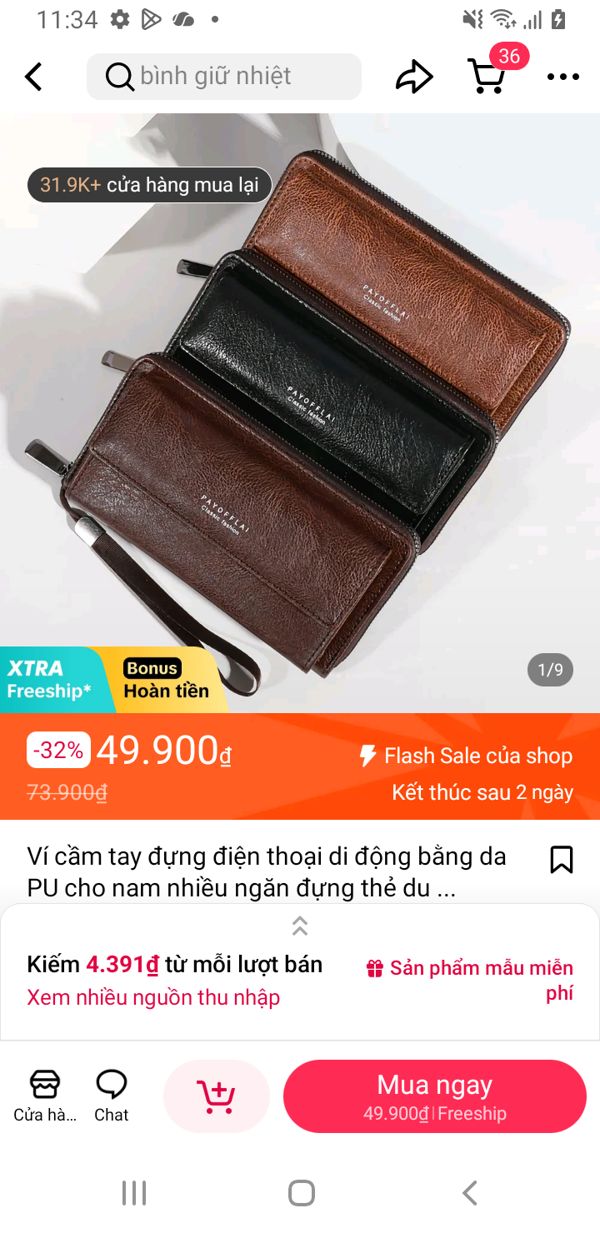 11:34
bình giữ nhiệt
36
31.9K+ cửa hàng mua lại
PAYOFFLAI
Classic fashion
PAYOFFLAI
Classic fashion
PAYOFFLAI
Classic fashion
XTRA
Freeship*
Bonus
Hoàn tiền
1/9
-32% 49.900₫
Flash Sale của shop
73.900₫
Kết thúc sau 2 ngày
Ví cầm tay đựng điện thoại di động bằng da
PU cho nam nhiều ngăn đựng thẻ du ...
Kiếm 4.391₫ từ mỗi lượt bán
Xem nhiều nguồn thu nhập
Sản phẩm mẫu miễn
phí
Cửa hà...
Chat
Mua ngay
49.900₫ | Freeship